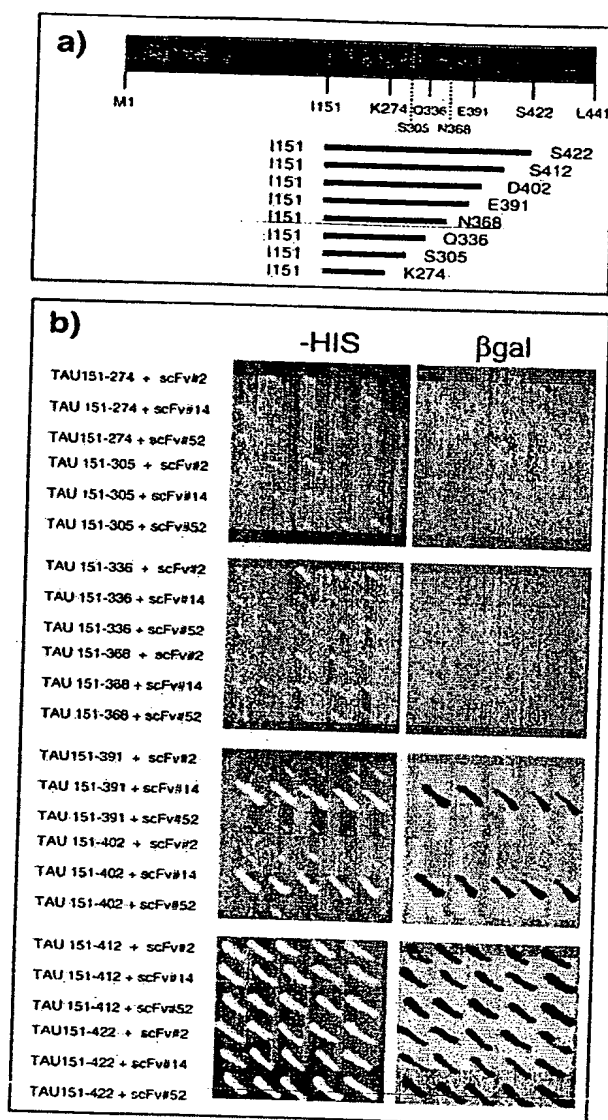 a)
M1
I151
K274
Q336
E391
S422
L441
S305
N368
I151 S422
I151 S412
I151 D402
I151 E391
I151 N368
I151 Q336
I151 S305
I151 K274
b)
-HIS
βgal
TAU151-274 + scFv#2
TAU 151-274 + scFv#14
TAU151-274 + scFv#52
TAU 151-305 + scFv#2
TAU 151-305 + scFv#14
TAU 151-305 + scFv#52
TAU 151-336 + scFv#2
TAU 151-336 + scFv#14
TAU 151-336 + scFv#52
TAU 151-368 + scFv#2
TAU 151-368 + scFv#14
TAU 151-368 + scFv#52
TAU151-391 + scFv#2
TAU 151-391 + scFv#14
TAU 151-391 + scFv#52
TAU 151-402 + scFv#2
TAU 151-402 + scFv#14
TAU 151-402 + scFv#52
TAU 151-412 + scFv#2
TAU 151-412 + scFv#14
TAU 151-412 + scFv#52
TAU151-422 + scFv#2
TAU151-422 + scFv#14
TAU151-422 + scFv#52